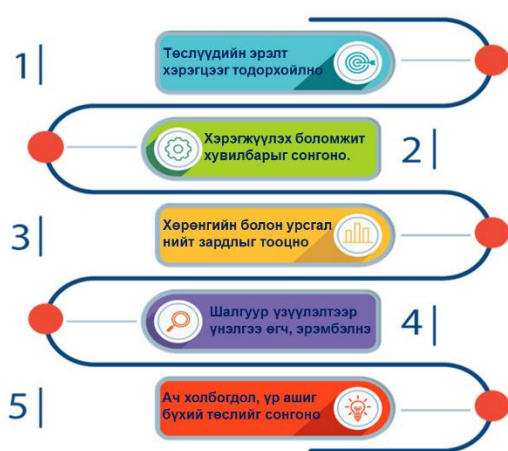 1
Төслүүдийн эрэлт
хэрэгцээг тодорхойлно
Хэрэгжүүлэх боломжит
хувилбарыг сонгоно.
2
3
Хөрөнгийн болон урсгал
нийт зардлыг тооцно
Шалгуур үзүүлэлтээр
үнэлгээ өгч, эрэмбэлнэ
4
5
Ач холбогдол, үр ашиг
бүхий төслийг сонгоно